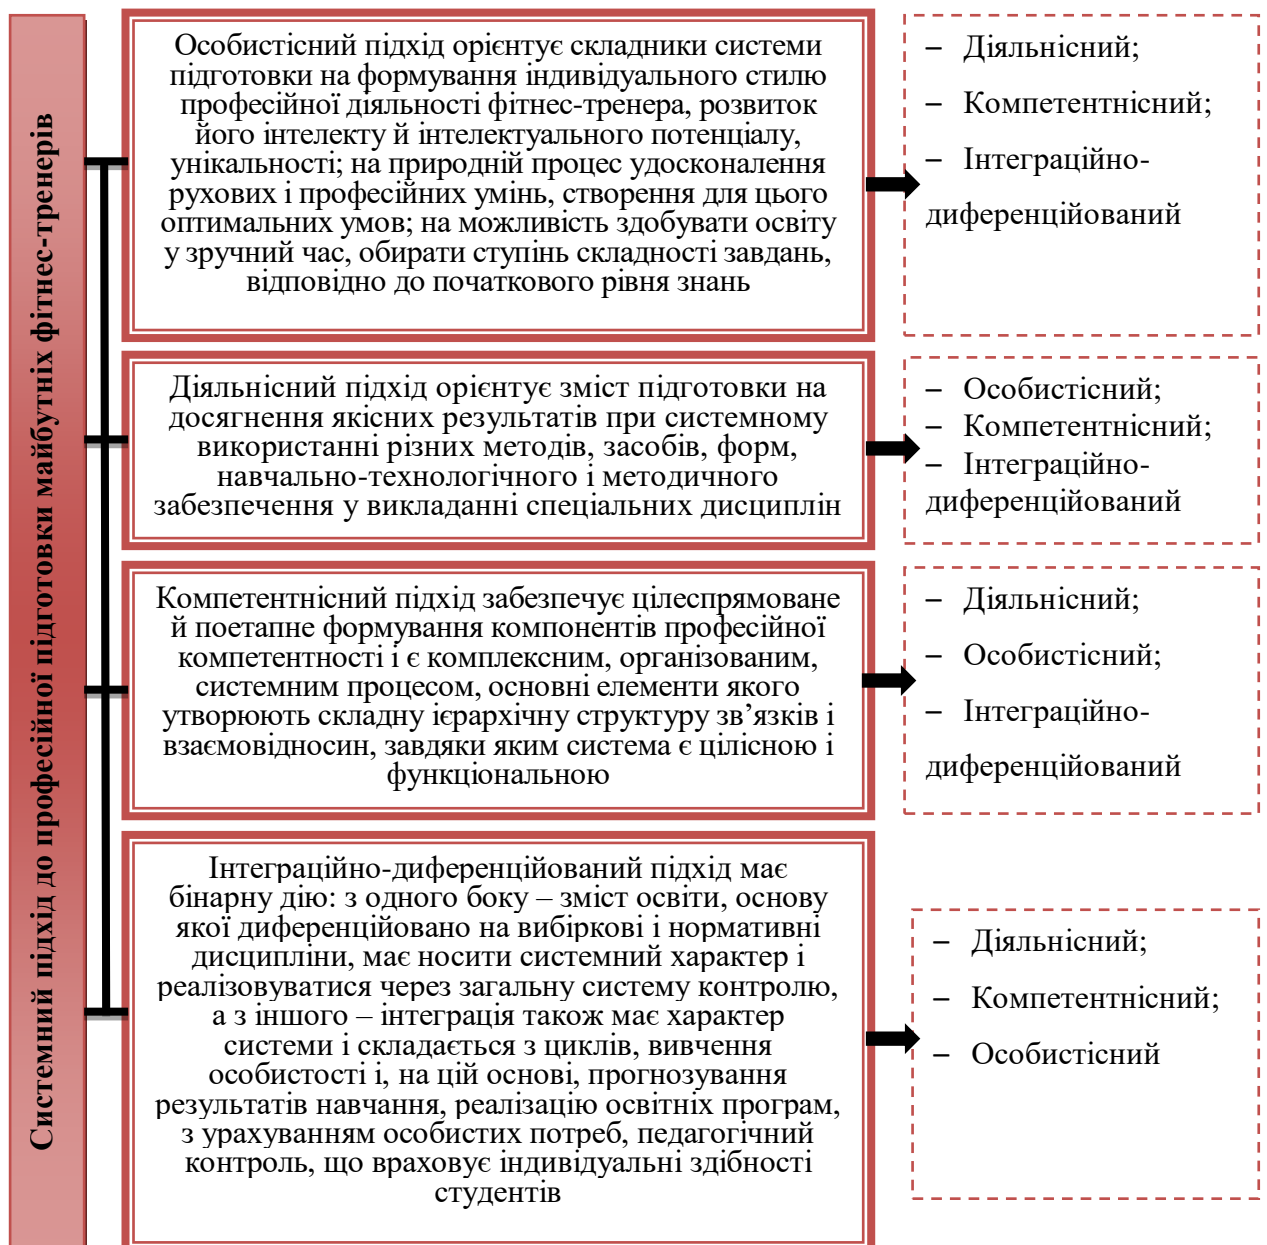 Системний підхід до професійної підготовки майбутніх фітнес-тренерів
Особистісний підхід орієнтує складники системи
підготовки на формування індивідуального стилю
професійної діяльності фітнес-тренера, розвиток
його інтелекту й інтелектуального потенціалу,
унікальності; на природній процес удосконалення
рухових і професійних умінь, створення для цього
оптимальних умов; на можливість здобувати освіту
у зручний час, обирати ступінь складності завдань,
відповідно до початкового рівня знань
– Діяльнісний;
– Компетентнісний;
– Інтеграційно-
диференційований
Діяльнісний підхід орієнтує зміст підготовки на
досягнення якісних результатів при системному
використанні різних методів, засобів, форм,
навчально-технологічного і методичного
забезпечення у викладанні спеціальних дисциплін
– Особистісний;
– Компетентнісний;
– Інтеграційно-
диференційований
Компетентнісний підхід забезпечує цілеспрямоване
й поетапне формування компонентів професійної
компетентності і є комплексним, організованим,
системним процесом, основні елементи якого
утворюють складну ієрархічну структуру зв’язків і
взаємовідносин, завдяки яким система є цілісною і
функціональною
– Діяльнісний;
– Особистісний;
– Інтеграційно-
диференційований
Інтеграційно-диференційований підхід має
бінарну дію: з одного боку – зміст освіти, основу
якої диференційовано на вибіркові і нормативні
дисципліни, має носити системний характер і
реалізовуватися через загальну систему контролю,
а з іншого – інтеграція також має характер
системи і складається з циклів, вивчення
особистості і, на цій основі, прогнозування
результатів навчання, реалізацію освітніх програм,
з урахуванням особистих потреб, педагогічний
контроль, що враховує індивідуальні здібності
студентів
– Діяльнісний;
– Компетентнісний;
– Особистісний